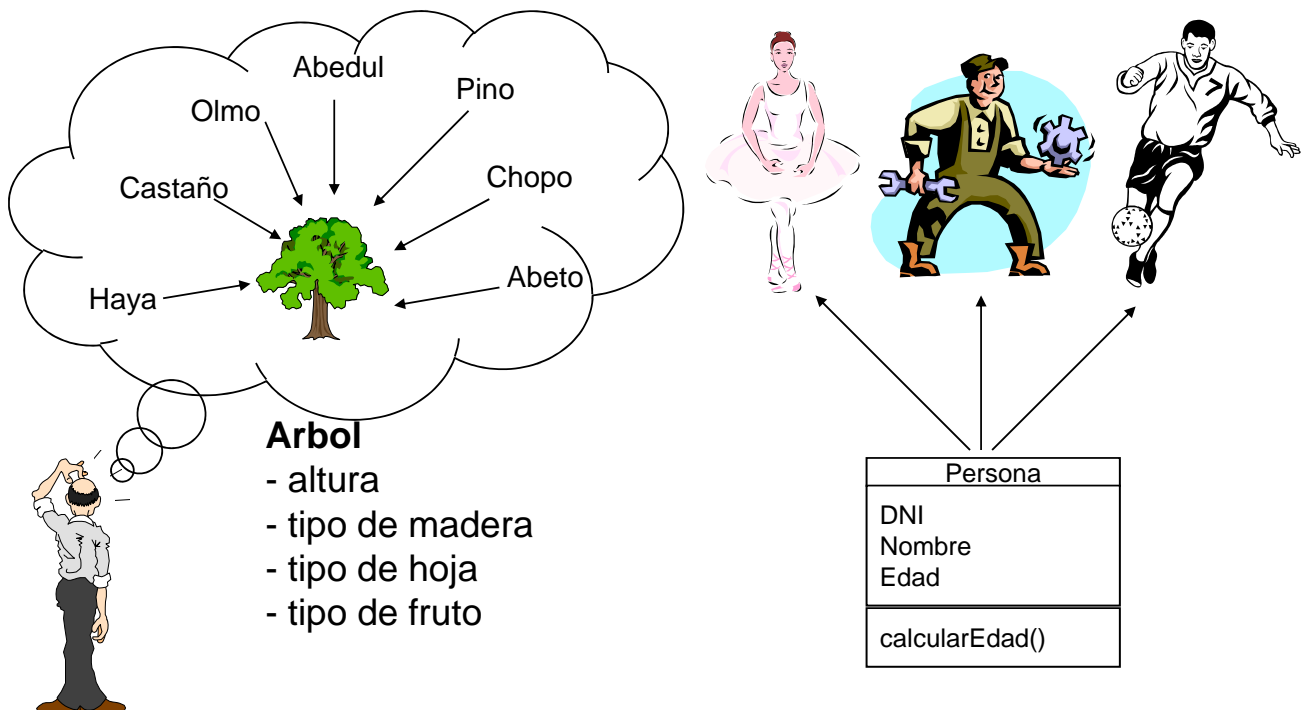 Abedul
Pino
Olmo
Castaño
Chopo
Haya
Abeto
7
Arbol
- altura
- tipo de madera
- tipo de hoja
- tipo de fruto
Persona
DNI
Nombre
Edad
calcularEdad()